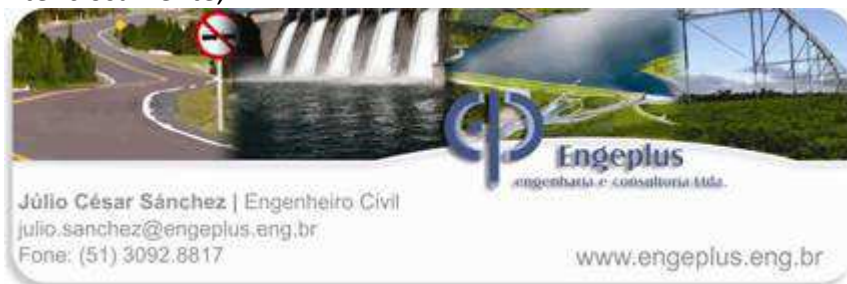 Engeplus
engenharia e consultoria Ltda.
Júlio César Sánchez | Engenheiro Civil
julio.sanchez@engeplus.eng.br
Fone: (51) 3092.8817
www.engeplus.eng.br